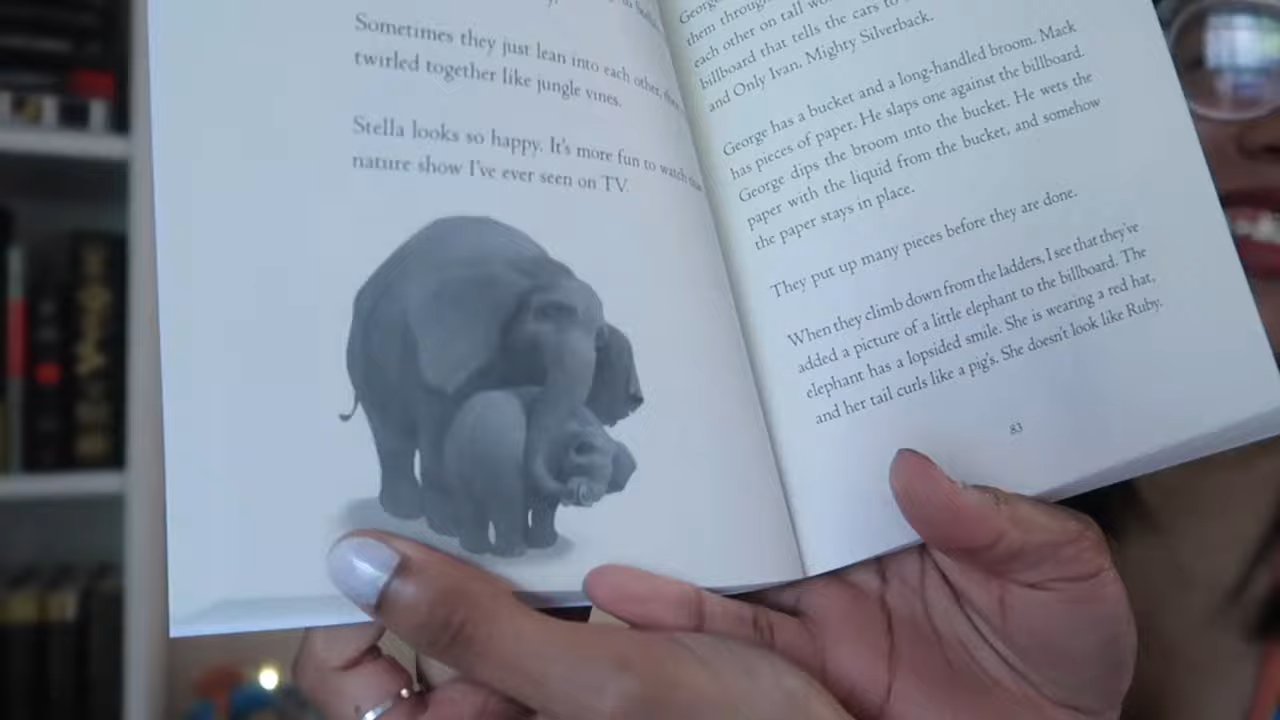 Sometimes they just lean into each other, their
twirled together like jungle vines.
Stella looks so happy. It's more fun to watch than
nature show I've ever seen on TV.
George
them through
each other on tall
billboard that tells the cars to
and Only Ivan, Mighty Silverback.
George has a bucket and a long-handled broom. Mack
has pieces of paper. He slaps one against the billboard.
George dips the broom into the bucket. He wets the
paper with the liquid from the bucket, and somehow
the paper stays in place.
They put up many pieces before they are done.
When they climb down from the ladders, I see that they've
added a picture of a little elephant to the billboard. The
elephant has a lopsided smile. She is wearing a red hat,
and her tail curls like a pig's. She doesn't look like Ruby.
83